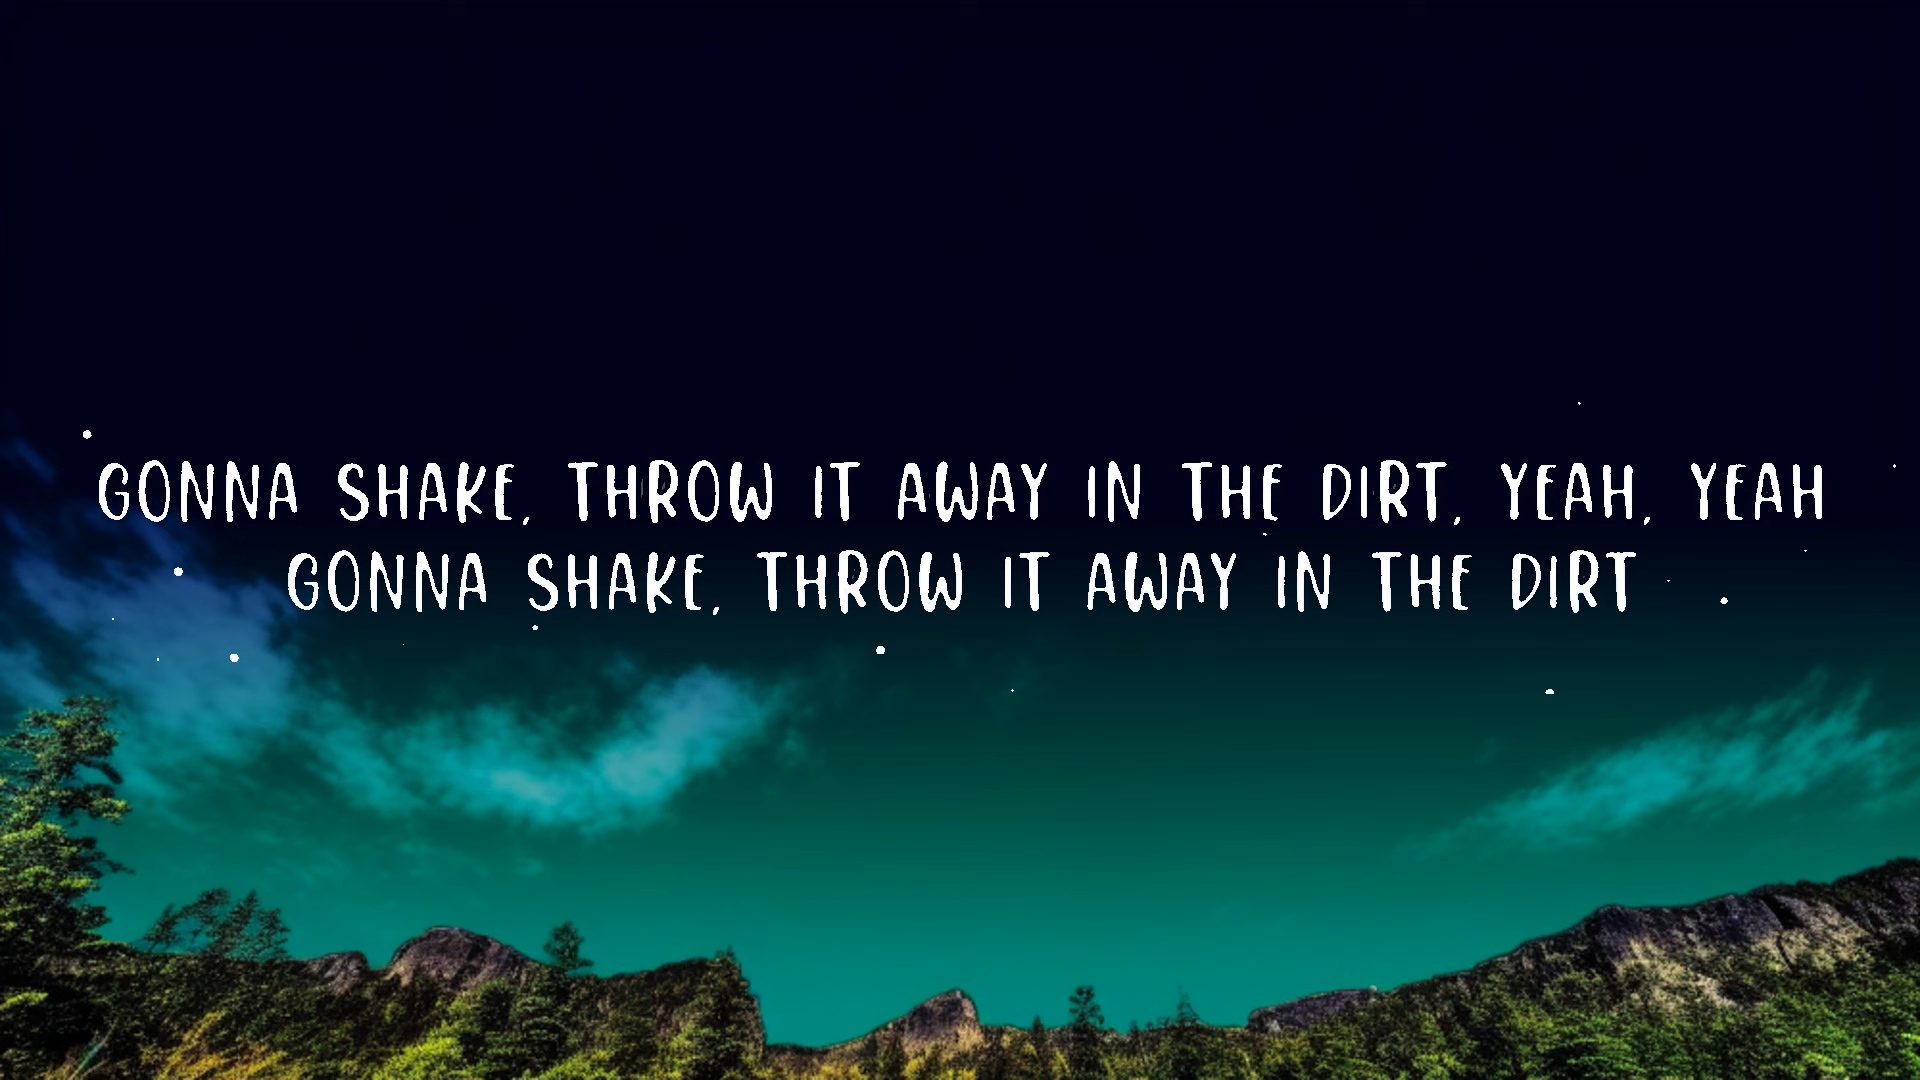 GONNA SHAKE, THROW IT AWAY IN THE DIRT, YEAH, YEAH
GONNA SHAKE, THROW IT AWAY IN THE DIRT